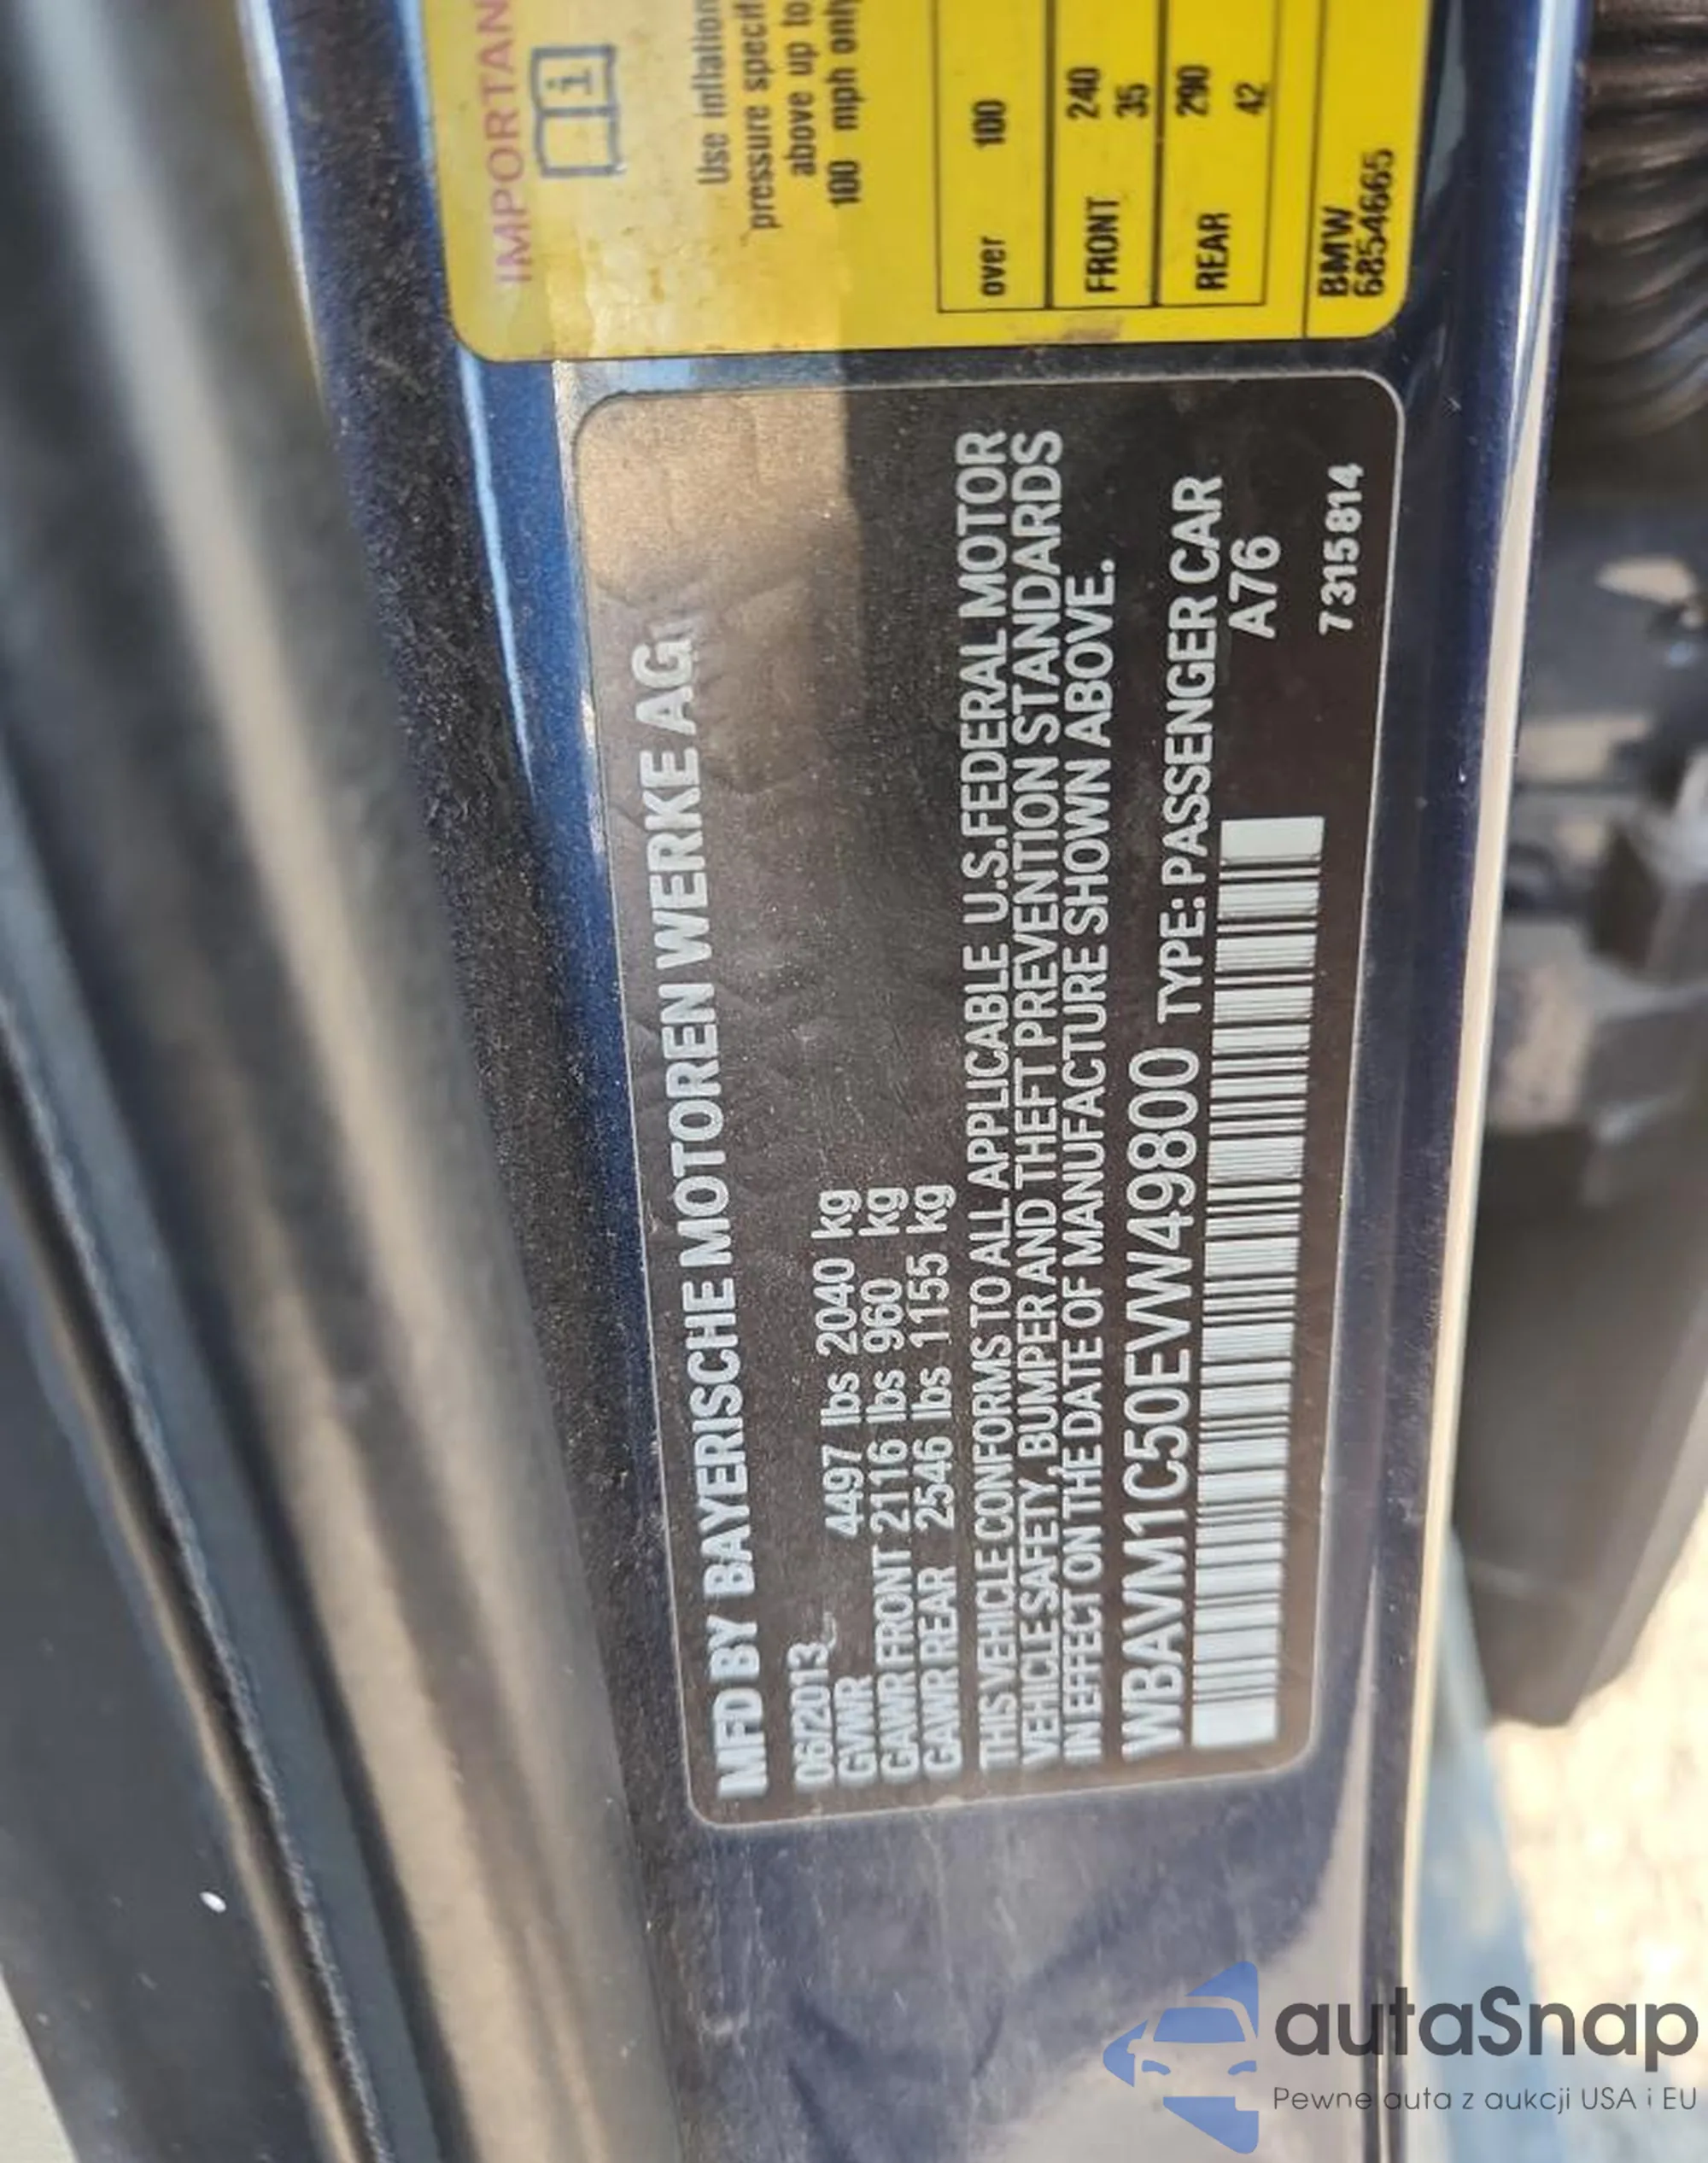 IMPORTAN
Use inflation
pressure specif
above up to
100 mph only
over 100
FRONT 240
35
REAR 290
42
BMW
6854665
MFD BY BAYERISCHE MOTOREN WERKE AG
06/2013
GVWR 4497 lbs 2040 kg
GAWR FRONT 2116 lbs 960 kg
GAWR REAR 2546 lbs 1155 kg
THIS VEHICLE CONFORMS TO ALL APPLICABLE U.S.FEDERAL MOTOR
VEHICLE SAFETY, BUMPER AND THEFT PREVENTION STANDARDS
IN EFFECT ON THE DATE OF MANUFACTURE SHOWN ABOVE.
WBAVM1C50EVW49800 TYPE: PASSENGER CAR
A76
7315814
autaSnap
Pewne auta z aukcji USA i EU